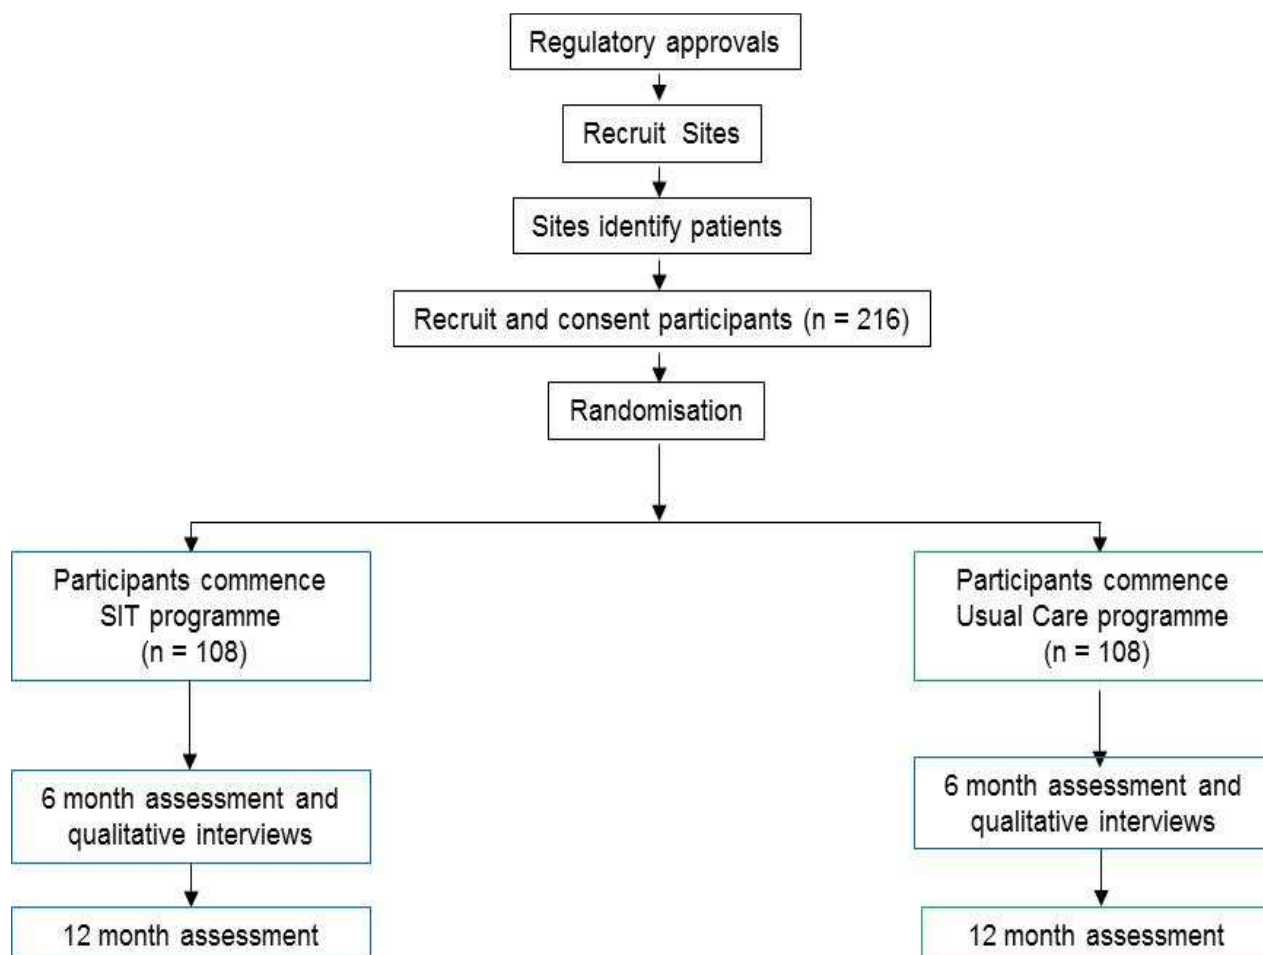 Regulatory approvals
Recruit Sites
Sites identify patients
Recruit and consent participants (n = 216)
Randomisation
Participants commence
SIT programme
(n = 108)
Participants commence
Usual Care programme
(n = 108)
6 month assessment and
qualitative interviews
6 month assessment and
qualitative interviews
12 month assessment
12 month assessment